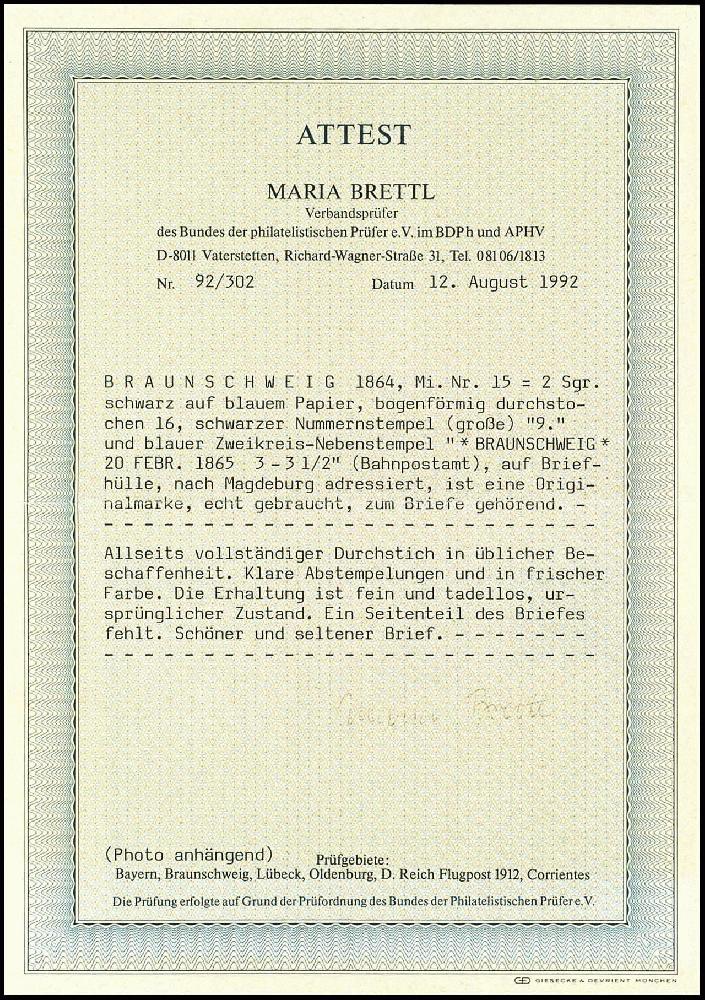 ATTEST
MARIA BRETTL
Verbandsprüfer
des Bundes der philatelistischen Prüfer e.V. im BDPh und APHV
D-8011 Vaterstetten, Richard-Wagner-Straße 31, Tel. 08106/1813
Nr. 92/302 Datum 12. August 1992
B R A U N S C H W E I G 1864, Mi.Nr. 15 = 2 Sgr.
schwarz auf blauem Papier, bogenförmig durchsto-
chen 16, schwarzer Nummernstempel (große) "9."
und blauer Zweikreis-Nebenstempel "* BRAUNSCHWEIG *
20 FEBR. 1865 3 - 3 1/2" (Bahnpostamt), auf Brief-
hülle, nach Magdeburg adressiert, ist eine Origi-
nalmarke, echt gebraucht, zum Briefe gehörend. -
- - - - - - - - - - - - - - - - - - - - - - - - -
Allseits vollständiger Durchstich in üblicher Be-
schaffenheit. Klare Abstempelungen und in frischer
Farbe. Die Erhaltung ist fein und tadellos, ur-
sprünglicher Zustand. Ein Seitenteil des Briefes
fehlt. Schöner und seltener Brief. - - - - - - -
- - - - - - - - - - - - - - - - - - - - - - - - -
Brettl
(Photo anhängend) Prüfgebiete:
Bayern, Braunschweig, Lübeck, Oldenburg, D. Reich Flugpost 1912, Corrientes
Die Prüfung erfolgte auf Grund der Prüfordnung des Bundes der Philatelistischen Prüfer e.V.
GIESECKE & DEVRIENT MÜNCHEN